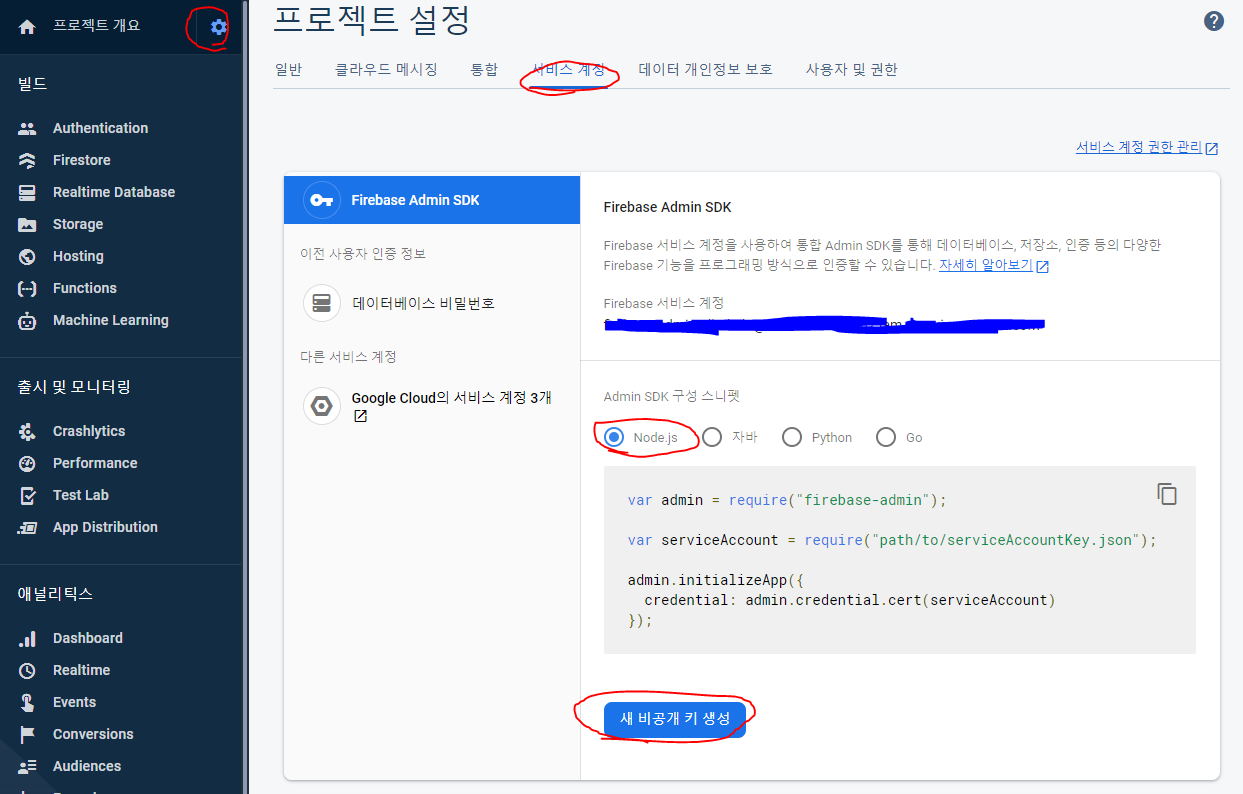 프로젝트 개요
빌드
Authentication
Firestore
Realtime Database
Storage
Hosting
Functions
Machine Learning
출시 및 모니터링
Crashlytics
Performance
Test Lab
App Distribution
애널리틱스
Dashboard
Realtime
Events
Conversions
Audiences
프로젝트 설정
?
일반 클라우드 메시징 통합 서비스 계정 데이터 개인정보 보호 사용자 및 권한
서비스 계정 권한 관리
Firebase Admin SDK
이전 사용자 인증 정보
데이터베이스 비밀번호
다른 서비스 계정
Google Cloud의 서비스 계정 3개
Firebase Admin SDK
Firebase 서비스 계정을 사용하여 통합 Admin SDK를 통해 데이터베이스, 저장소, 인증 등의 다양한
Firebase 기능을 프로그래밍 방식으로 인증할 수 있습니다. 자세히 알아보기
Firebase 서비스 계정
Admin SDK 구성 스니펫
Node.js 자바 Python Go
var admin = require("firebase-admin");
var serviceAccount = require("path/to/serviceAccountKey.json");
admin.initializeApp({
credential: admin.credential.cert(serviceAccount)
});
새 비공개 키 생성